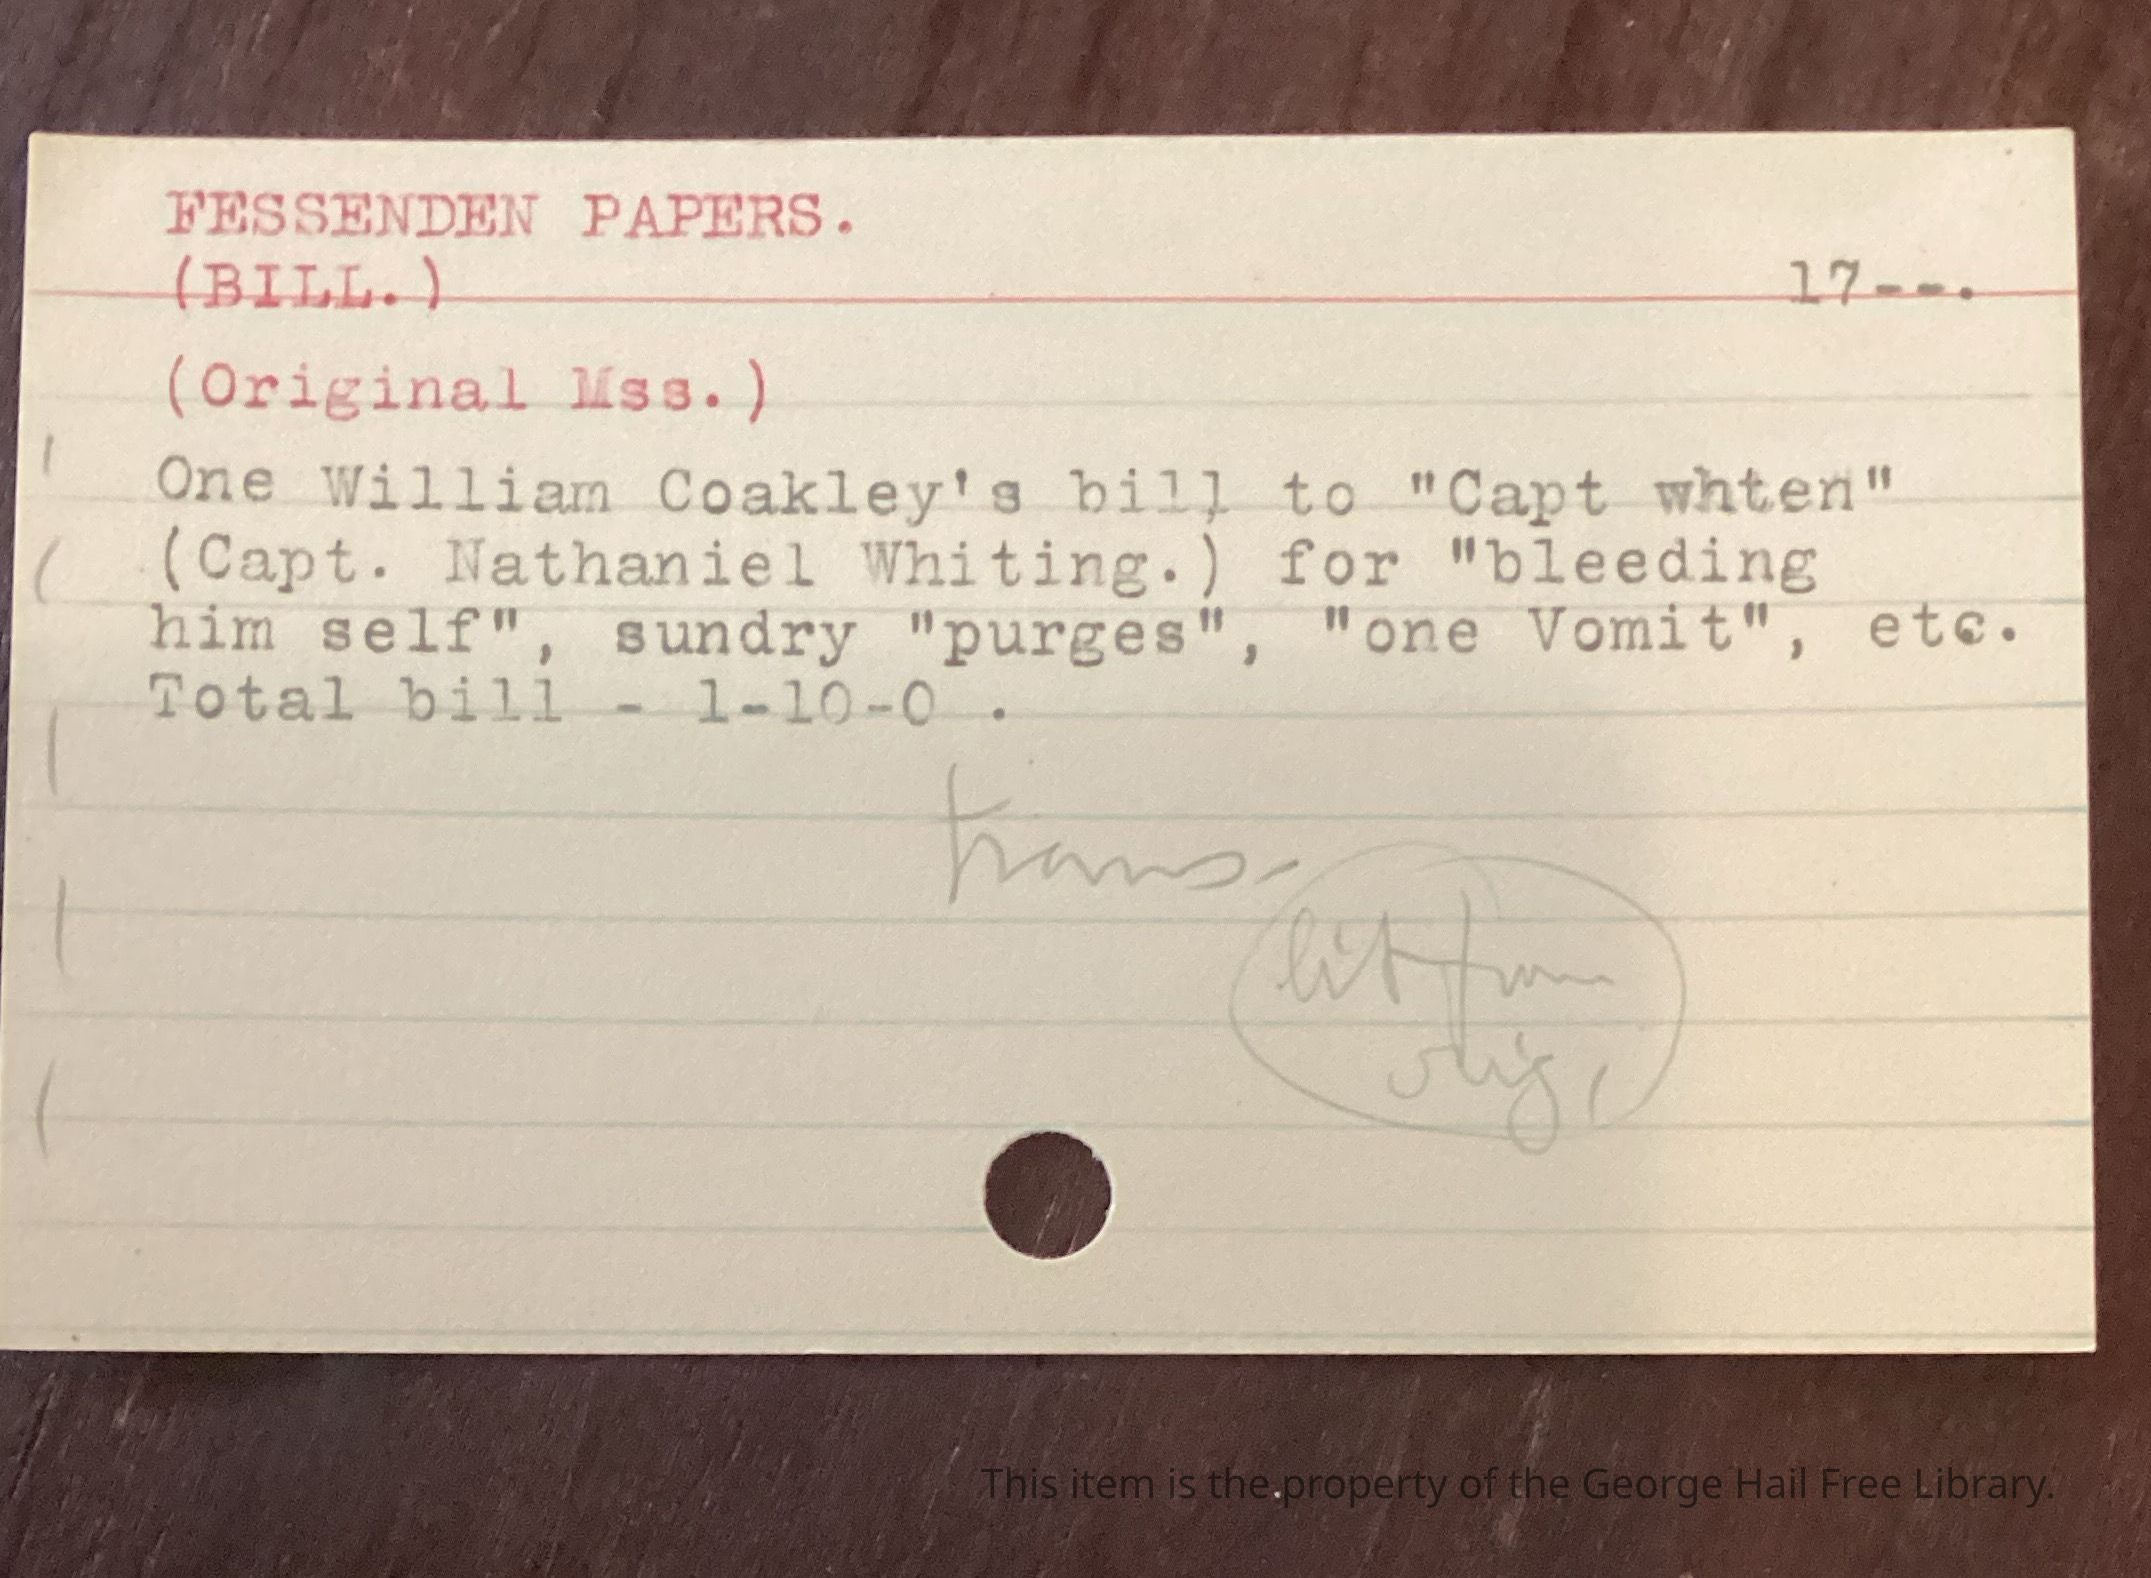 FESSENDEN PAPERS.
(BILL.)
17--.
(Original Mss.)
One William Coakley's bill to "Capt whten"
(Capt. Nathaniel Whiting.) for "bleeding
him self", sundry "purges", "one Vomit", etc.
Total bill - 1-10-0 .
trans-
from
orig,
This item is the property of the George Hail Free Library.